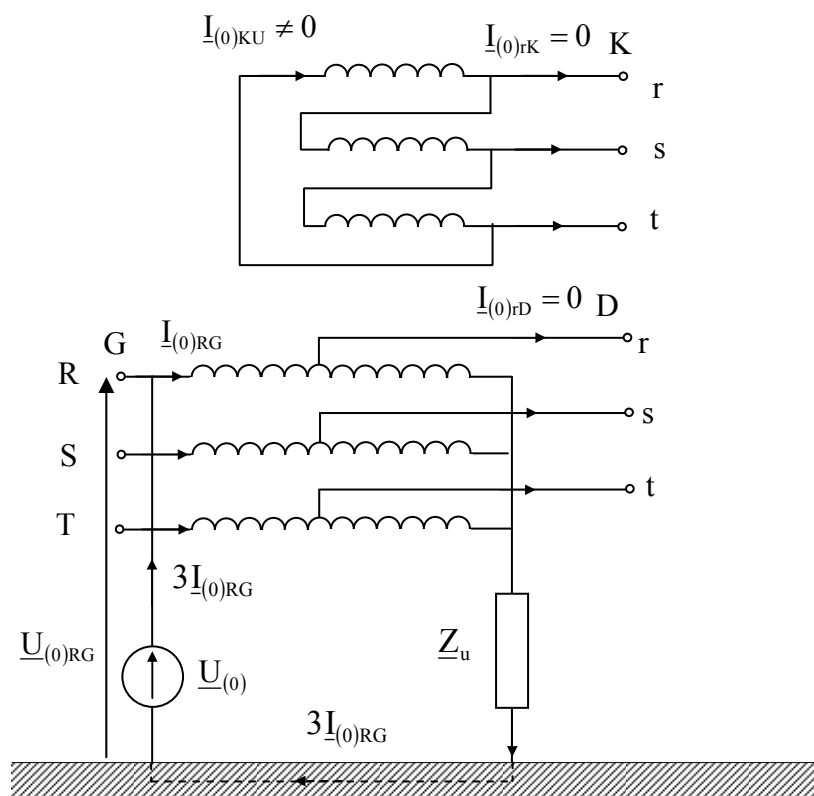 I(0)KU ≠ 0
I(0)rK = 0 K
r
s
t
I(0)rD = 0 D
r
G I(0)RG
R
s
S
t
T
3I(0)RG
U(0)RG
U(0)
Zu
3I(0)RG